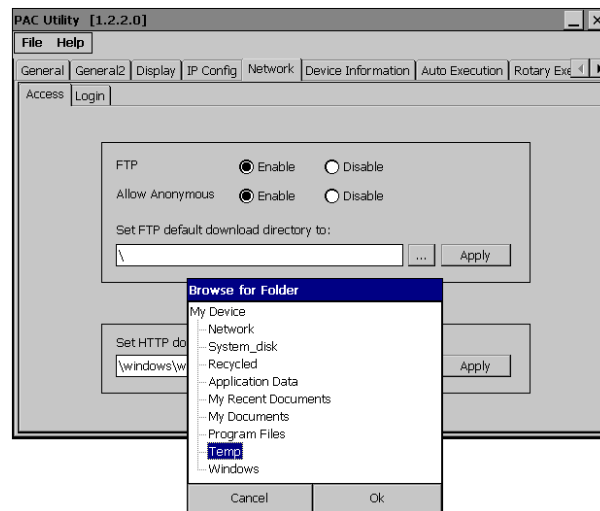 PAC Utility [1.2.2.0]
File Help
General General2 Display IP Config Network Device Information Auto Execution Rotary Exe
Access Login
FTP Enable Disable
Allow Anonymous Enable Disable
Set FTP default download directory to:
\ ... Apply
Browse for Folder
My Device
Network
System_disk
Recycled
Application Data
My Recent Documents
My Documents
Program Files
Temp
Windows
Cancel Ok
Set HTTP do
\windows\w Apply